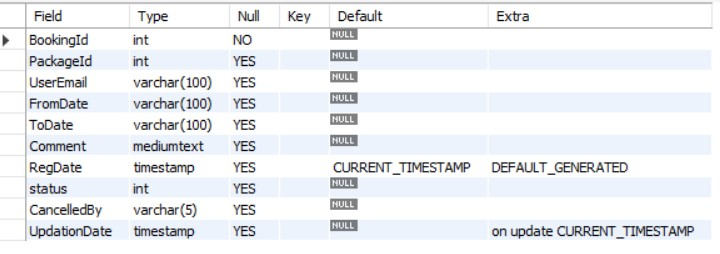 Field Type Null Key Default Extra
BookingId int NO NULL
PackageId int YES NULL
UserEmail varchar(100) YES NULL
FromDate varchar(100) YES NULL
ToDate varchar(100) YES NULL
Comment mediumtext YES NULL
RegDate timestamp YES CURRENT_TIMESTAMP DEFAULT_GENERATED
status int YES NULL
CancelledBy varchar(5) YES NULL
UpdationDate timestamp YES NULL on update CURRENT_TIMESTAMP